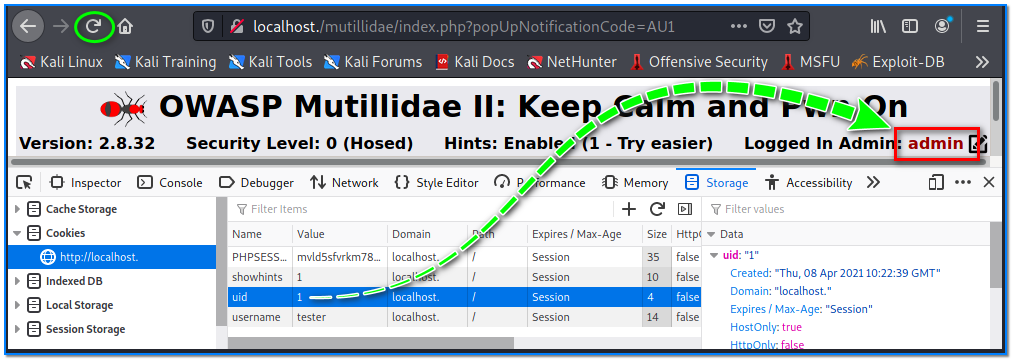 localhost./mutillidae/index.php?popUpNotificationCode=AU1
Kali Linux Kali Training Kali Tools Kali Forums Kali Docs NetHunter Offensive Security MSFU Exploit-DB
OWASP Mutillidae II: Keep Calm and Pwn On
Version: 2.8.32 Security Level: 0 (Hosed) Hints: Enabled (1 - Try easier) Logged In Admin: admin
Inspector Console Debugger Network Style Editor Performance Memory Storage Accessibility
Cache Storage
Cookies
http://localhost.
Indexed DB
Local Storage
Session Storage
Filter Items
Name Value Domain Path Expires / Max-Age Size HttpO
PHPSESS... mvld5sfvrkm78... localhost. / Session 35 false
showhints 1 localhost. / Session 10 false
uid 1 localhost. / Session 4 false
username tester localhost. / Session 14 false
Filter values
Data
uid: "1"
Created: "Thu, 08 Apr 2021 10:22:39 GMT"
Domain: "localhost."
Expires / Max-Age: "Session"
HostOnly: true
HttpOnly: false